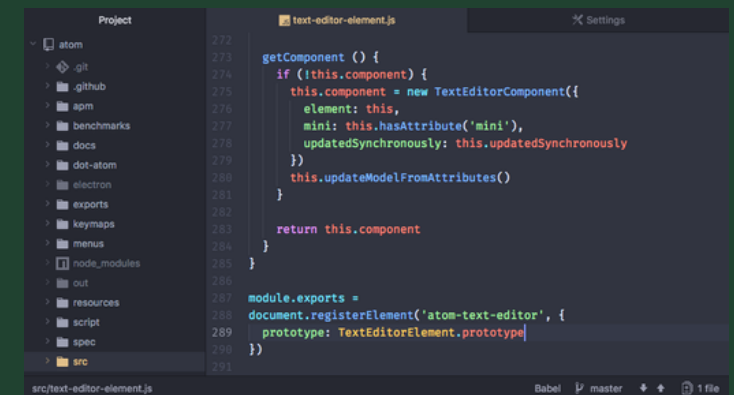 Project
atom
.git
.github
apm
benchmarks
docs
dot-atom
electron
exports
keymaps
menus
node_modules
out
resources
script
spec
src
text-editor-element.js
Settings
272
273 getComponent () {
274 if (!this.component) {
275 this.component = new TextEditorComponent({
276 element: this,
277 mini: this.hasAttribute('mini'),
278 updatedSynchronously: this.updatedSynchronously
279 })
280 this.updateModelFromAttributes()
281 }
282
283 return this.component
284 }
285 }
286
287 module.exports =
288 document.registerElement('atom-text-editor', {
289 prototype: TextEditorElement.prototype
290 })
291
src/text-editor-element.js
Babel master 1 file